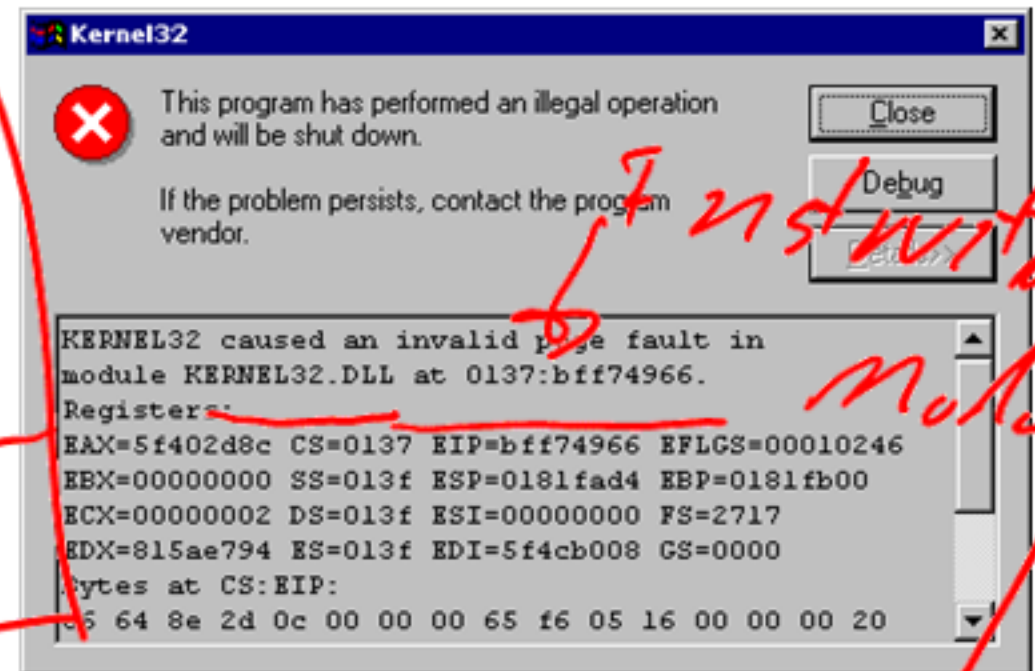 Kernel32
This program has performed an illegal operation
and will be shut down.
If the problem persists, contact the program
vendor.
Close
Debug
Details>>
KERNEL32 caused an invalid page fault in
module KERNEL32.DLL at 0137:bff74966.
Registers:
EAX=5f402d8c CS=0137 EIP=bff74966 EFLGS=00010246
EBX=00000000 SS=013f ESP=0181fad4 EBP=0181fb00
ECX=00000002 DS=013f ESI=00000000 FS=2717
EDX=815ae794 ES=013f EDI=5f4cb008 GS=0000
Bytes at CS:EIP:
64 8e 2d 0c 00 00 00 65 f6 05 16 00 00 00 20